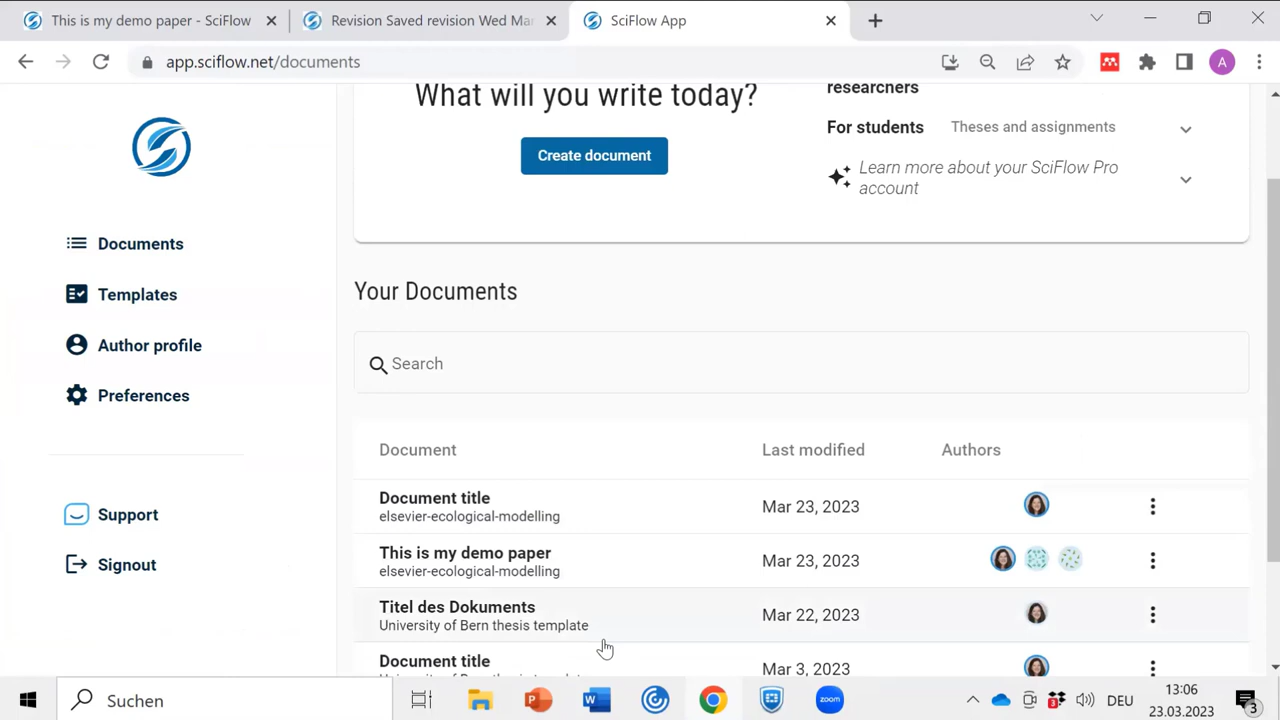 This is my demo paper - SciFlow
Revision Saved revision Wed Mar
SciFlow App
app.sciflow.net/documents
A
What will you write today?
Create document
researchers
For students Theses and assignments
Learn more about your SciFlow Pro
account
Documents
Templates
Author profile
Preferences
Support
Signout
Your Documents
Search
Document Last modified Authors
Document title
elsevier-ecological-modelling
Mar 23, 2023
This is my demo paper
elsevier-ecological-modelling
Mar 23, 2023
Titel des Dokuments
University of Bern thesis template
Mar 22, 2023
Document title
Mar 3, 2023
Suchen
zoom
3
DEU
13:06
23.03.2023
3